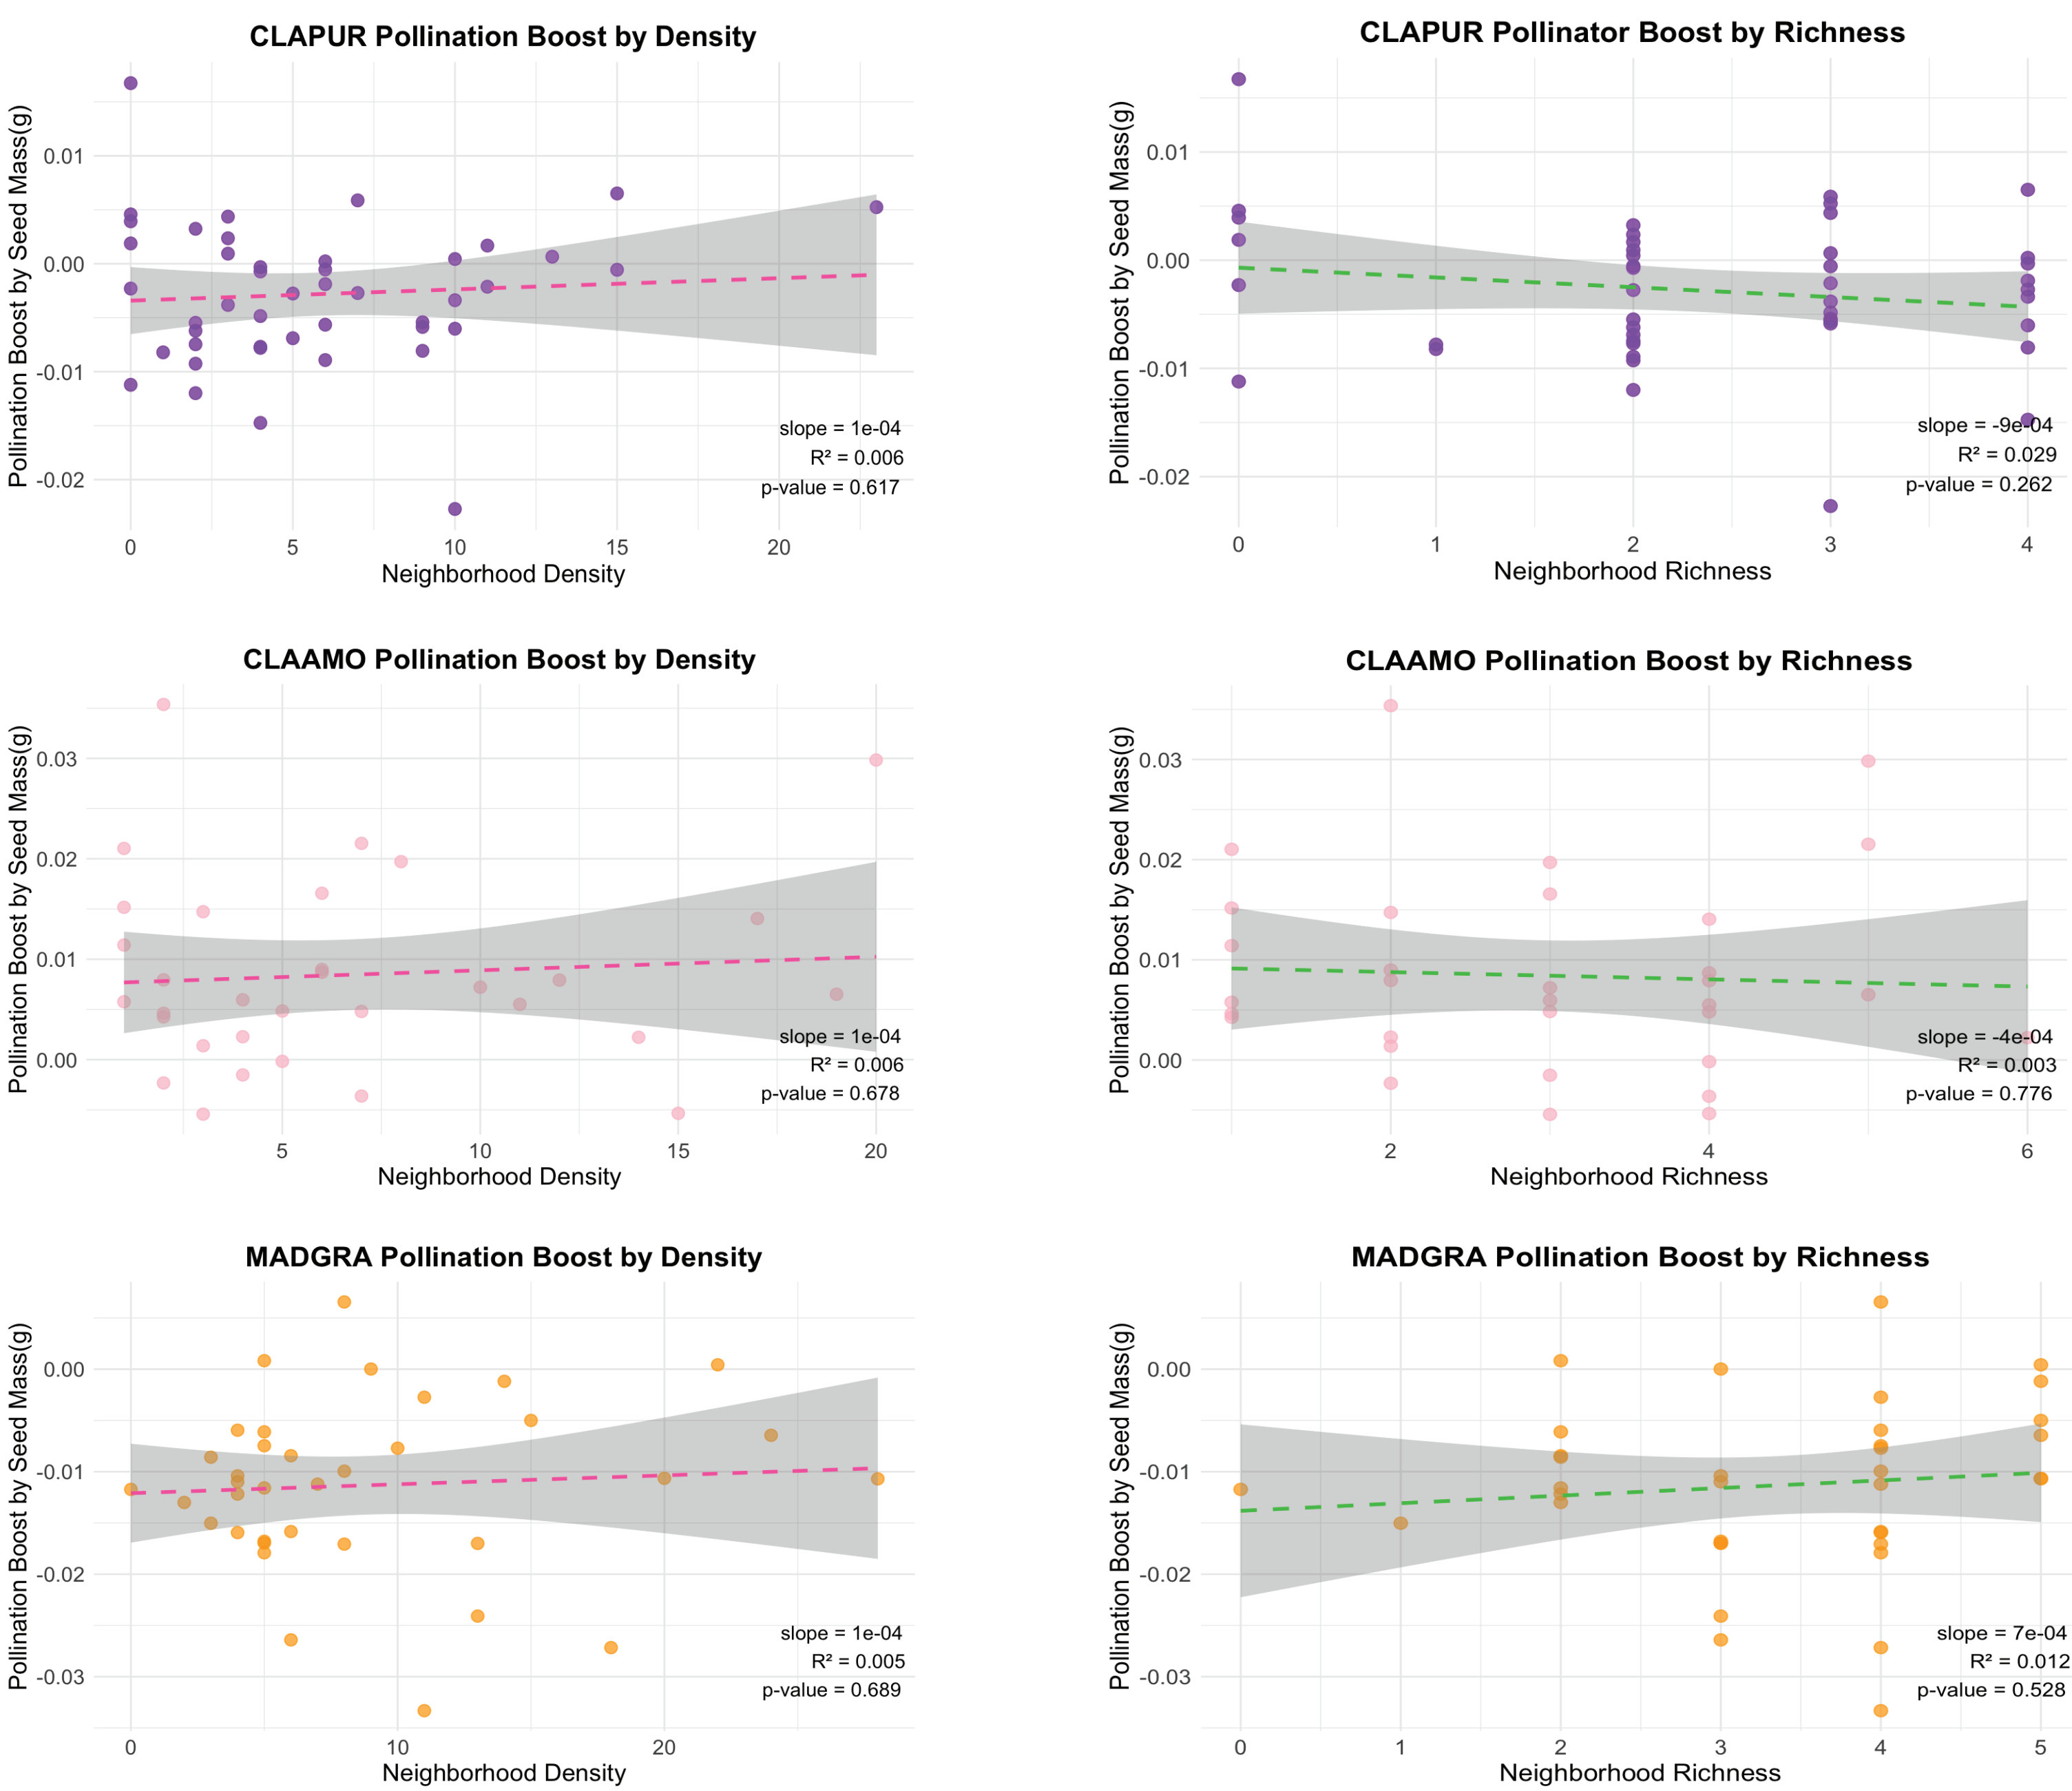 CLAPUR Pollination Boost by Density
Pollination Boost by Seed Mass(g)
0.01
0.00
-0.01
-0.02
slope = 1e-04
R² = 0.006
p-value = 0.617
0 5 10 15 20
Neighborhood Density
CLAPUR Pollinator Boost by Richness
Pollination Boost by Seed Mass(g)
0.01
0.00
-0.01
-0.02
slope = -9e-04
R² = 0.029
p-value = 0.262
0 1 2 3 4
Neighborhood Richness
CLAAMO Pollination Boost by Density
Pollination Boost by Seed Mass(g)
0.03
0.02
0.01
0.00
slope = 1e-04
R² = 0.006
p-value = 0.678
5 10 15 20
Neighborhood Density
CLAAMO Pollination Boost by Richness
Pollination Boost by Seed Mass(g)
0.03
0.02
0.01
0.00
slope = -4e-04
R² = 0.003
p-value = 0.776
2 4 6
Neighborhood Richness
MADGRA Pollination Boost by Density
Pollination Boost by Seed Mass(g)
0.00
-0.01
-0.02
-0.03
slope = 1e-04
R² = 0.005
p-value = 0.689
0 10 20
Neighborhood Density
MADGRA Pollination Boost by Richness
Pollination Boost by Seed Mass(g)
0.00
-0.01
-0.02
-0.03
slope = 7e-04
R² = 0.012
p-value = 0.528
0 1 2 3 4 5
Neighborhood Richness